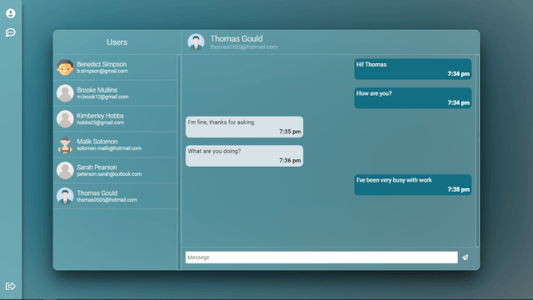 Users
Benedict Simpson
b.simpson@gmail.com
Brooke Mullins
m.brook12@gmail.com
Kimberley Hobbs
hobbs25@gmail.com
Malik Solomon
solomon.malik@hotmail.com
Sarah Pearson
peterson.sarah@outlook.com
Thomas Gould
thomas0505@hotmail.com
Thomas Gould
thomas0505@hotmail.com
Hi! Thomas
7:34 pm
How are you?
7:34 pm
I'm fine, thanks for asking
7:35 pm
What are you doing?
7:36 pm
I've been very busy with work
7:38 pm
Message